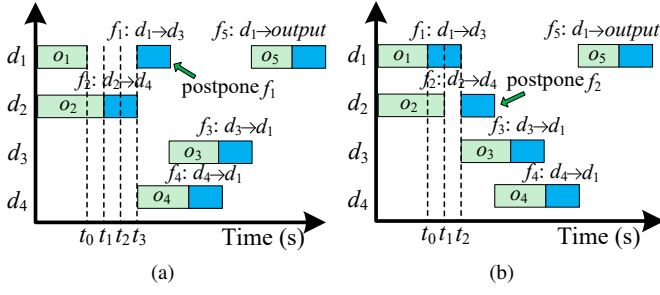 f₁: d₁→d₃
f₅: d₁→output
d₁
o₁
o₅
f₂: d₂→d₄
postpone f₁
d₂
o₂
f₃: d₃→d₁
d₃
o₃
f₄: d₄→d₁
d₄
o₄
t₀ t₁ t₂ t₃ Time (s)
(a)
f₁: d₁→d₃
f₅: d₁→output
d₁
o₁
o₅
f₂: d₂→d₄
postpone f₂
d₂
o₂
f₃: d₃→d₁
d₃
o₃
f₄: d₄→d₁
d₄
o₄
t₀ t₁ t₂ Time (s)
(b)